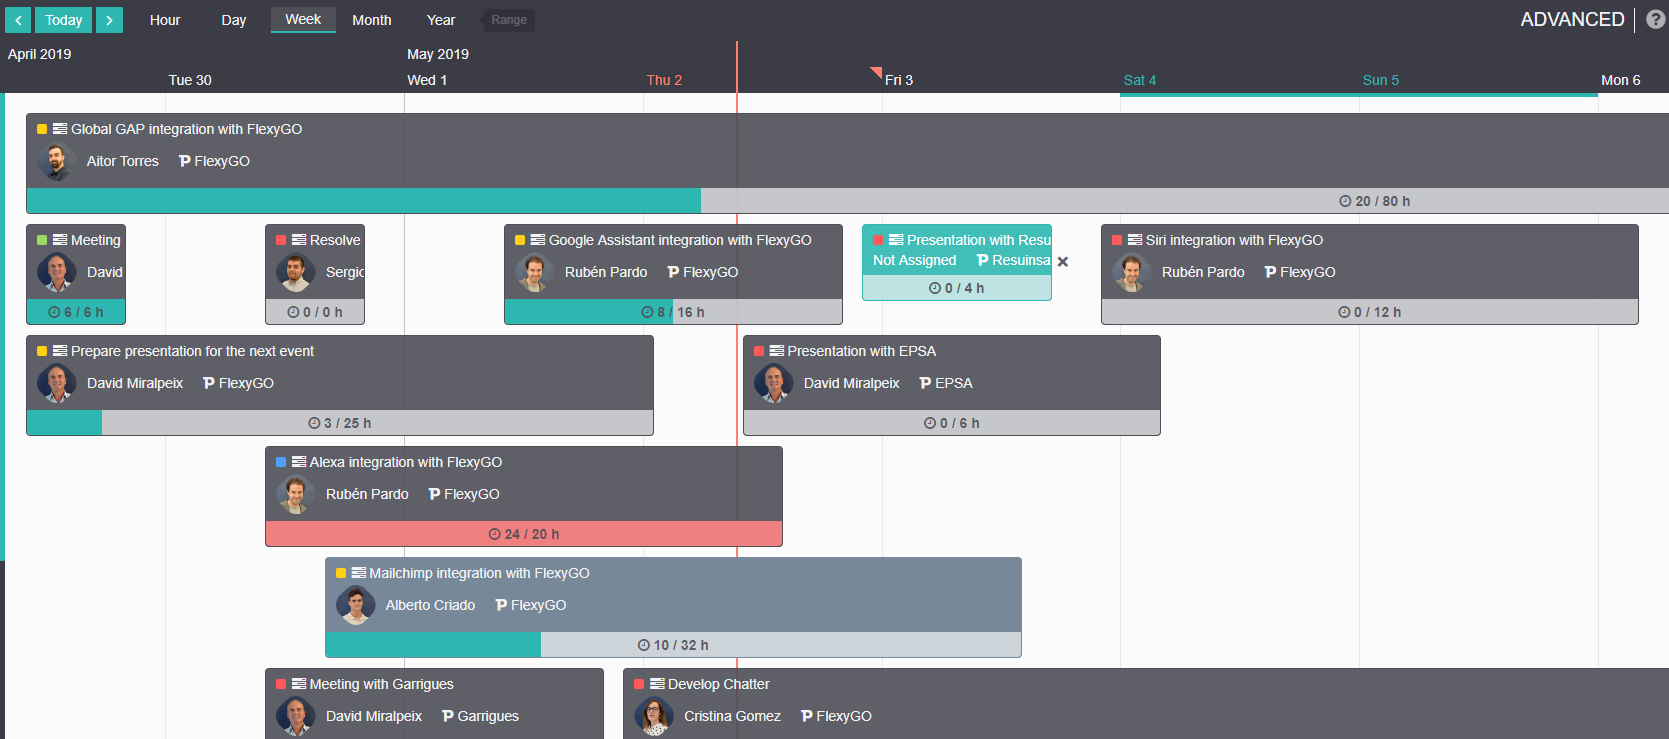 Today Hour Day Week Month Year Range ADVANCED ?
April 2019 May 2019
Tue 30 Wed 1 Thu 2 Fri 3 Sat 4 Sun 5 Mon 6
Global GAP integration with FlexyGO
Aitor Torres FlexyGO
20 / 80 h
Meeting
David
6 / 6 h
Resolve
Sergio
0 / 0 h
Google Assistant integration with FlexyGO
Rubén Pardo FlexyGO
8 / 16 h
Presentation with Resu
Not Assigned Resuinsa
0 / 4 h
Siri integration with FlexyGO
Rubén Pardo FlexyGO
0 / 12 h
Prepare presentation for the next event
David Miralpeix FlexyGO
3 / 25 h
Presentation with EPSA
David Miralpeix EPSA
0 / 6 h
Alexa integration with FlexyGO
Rubén Pardo FlexyGO
24 / 20 h
Mailchimp integration with FlexyGO
Alberto Criado FlexyGO
10 / 32 h
Meeting with Garrigues
David Miralpeix Garrigues
Develop Chatter
Cristina Gomez FlexyGO